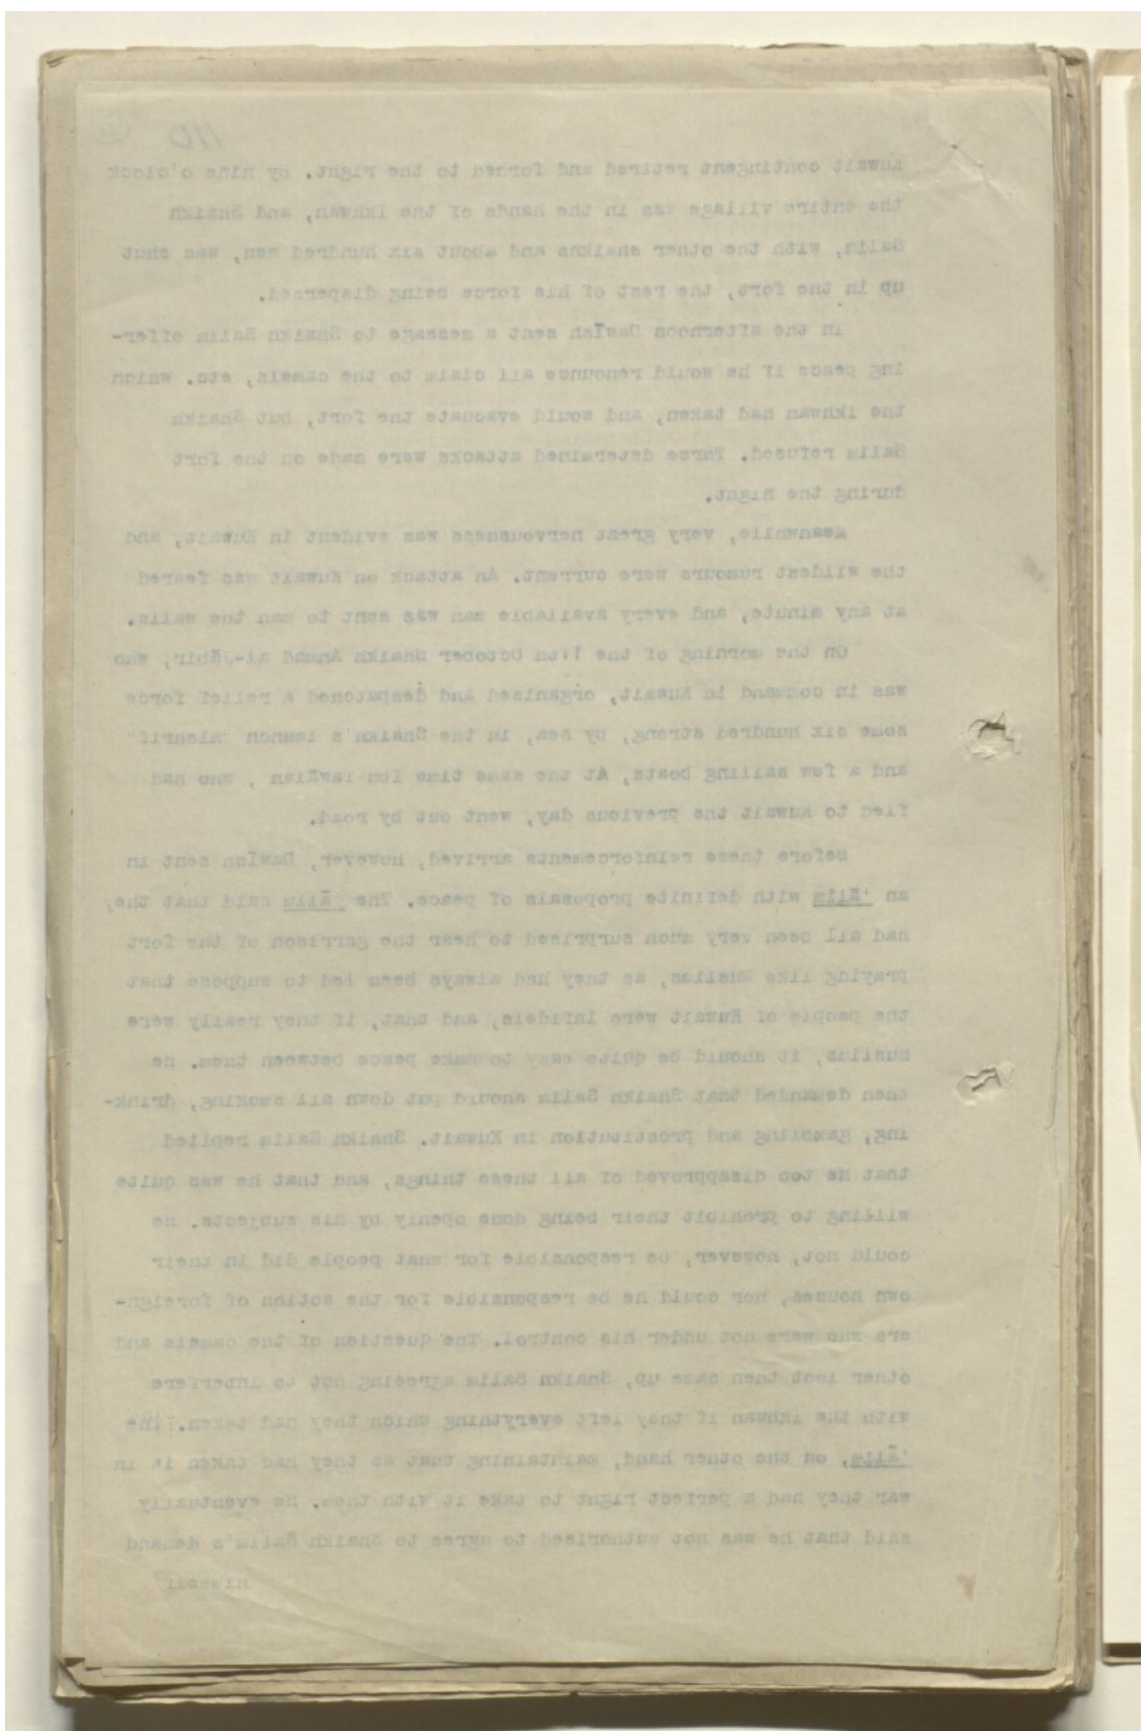 110
Kuwait contingent retired and formed to the right. By nine o'clock
the entire village was in the hands of the Ikhwan, and Shaikh
Salim, with the other shaikhs and about six hundred men, was shut
up in the fort, the rest of his force being dispersed.
In the afternoon Dawīsh sent a message to Shaikh Salim offer-
ing peace if he would renounce all claim to the camels, etc. which
the Ikhwan had taken, and would evacuate the fort, but Shaikh
Salim refused. Three determined attacks were made on the fort
during the night.
Meanwhile, very great nervousness was evident in Kuwait, and
the wildest rumours were current. An attack on Kuwait was feared
at any minute, and every available man was sent to man the walls.
On the morning of the 11th October Shaikh Ahmad al-Jābir, who
was in command in Kuwait, organised and despatched a relief force
some six hundred strong, by sea, in the Shaikh's launch "Mishrif"
and a few sailing boats, At the same time Ibn Tawālah , who had
fled to Kuwait the previous day, went out by road.
Before these reinforcements arrived, however, Dawīsh sent in
an 'ālim with definite proposals of peace. The 'ālim said that they
had all been very much surprised to hear the garrison of the fort
praying like Muslims, as they had always been led to suppose that
the people of Kuwait were infidels, and that, if they really were
Muslims, it should be quite easy to make peace between them. He
then demanded that Shaikh Salim should put down all smoking, drink-
ing, gambling and prostitution in Kuwait. Shaikh Salim replied
that he too disapproved of all these things, and that he was quite
willing to prohibit their being done openly by his subjects. He
could not, however, be responsible for what people did in their
own houses, nor could he be responsible for the action of foreign-
ers who were not under his control. The question of the camels and
other loot then came up, Shaikh Salim agreeing not to interfere
with the Ikhwan if they left everything which they had taken. The
'ālim, on the other hand, maintaining that as they had taken it in
war they had a perfect right to take it with them. He eventually
said that he was not authorised to agree to Shaikh Salim's demand
himself